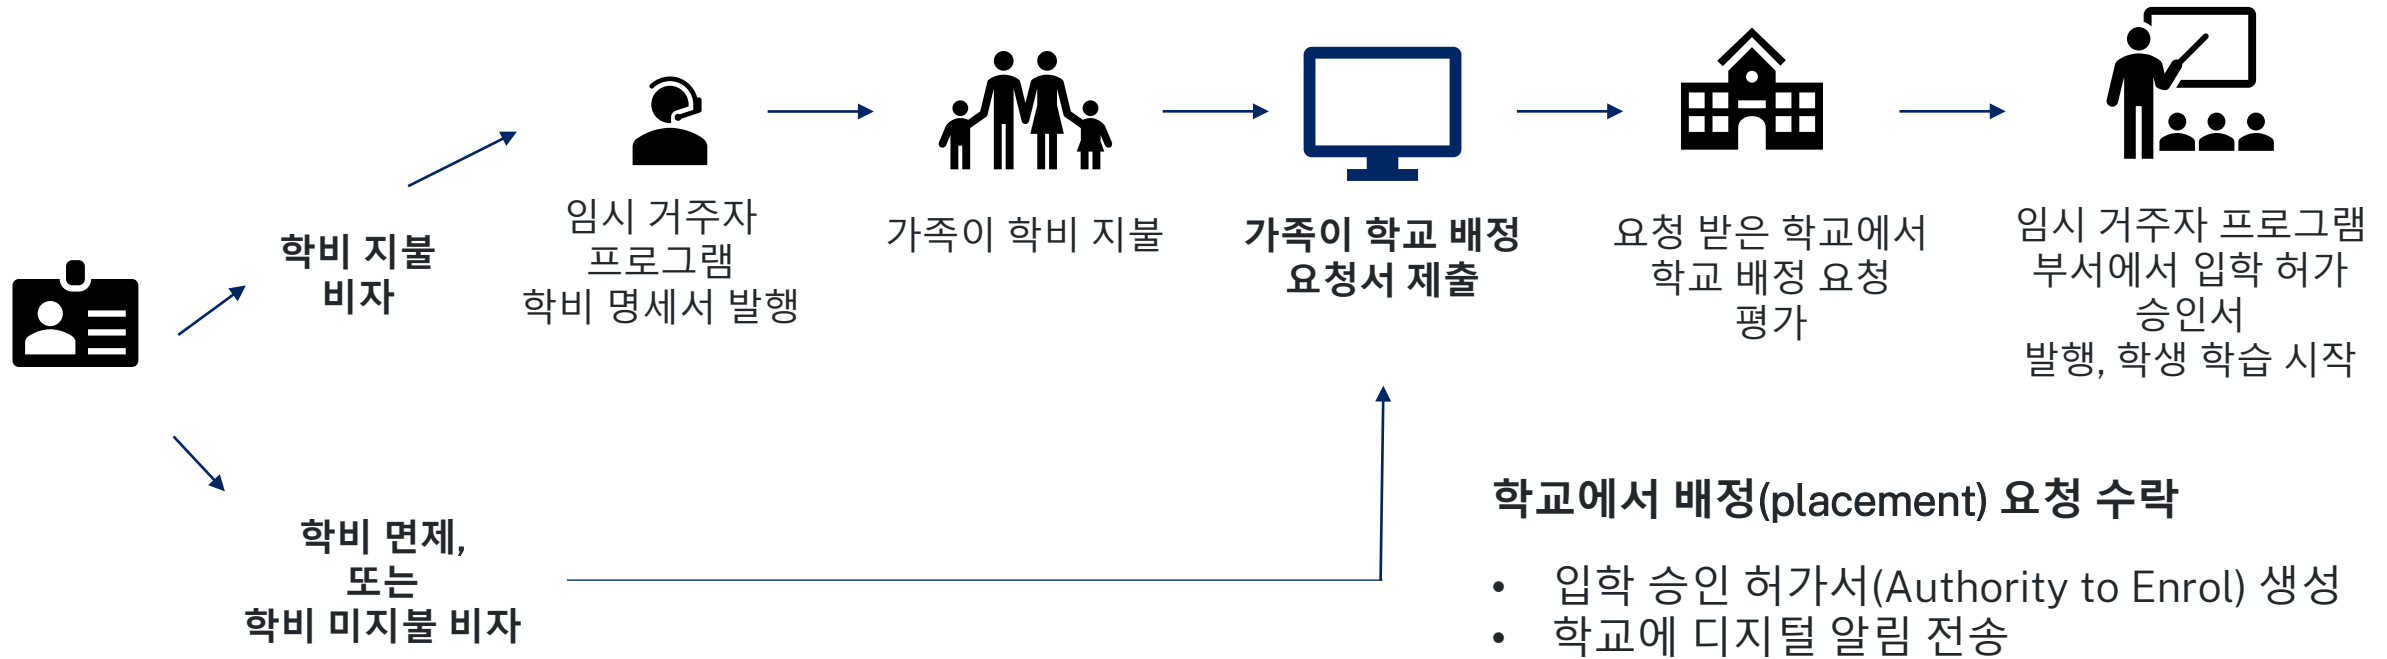 학비 지불
비자
임시 거주자
프로그램
학비 명세서 발행
가족이 학비 지불
가족이 학교 배정
요청서 제출
요청 받은 학교에서
학교 배정 요청
평가
임시 거주자 프로그램
부서에서 입학 허가
승인서
발행, 학생 학습 시작
학비 면제,
또는
학비 미지불 비자
학교에서 배정(placement) 요청 수락
• 입학 승인 허가서(Authority to Enrol) 생성
• 학교에 디지털 알림 전송